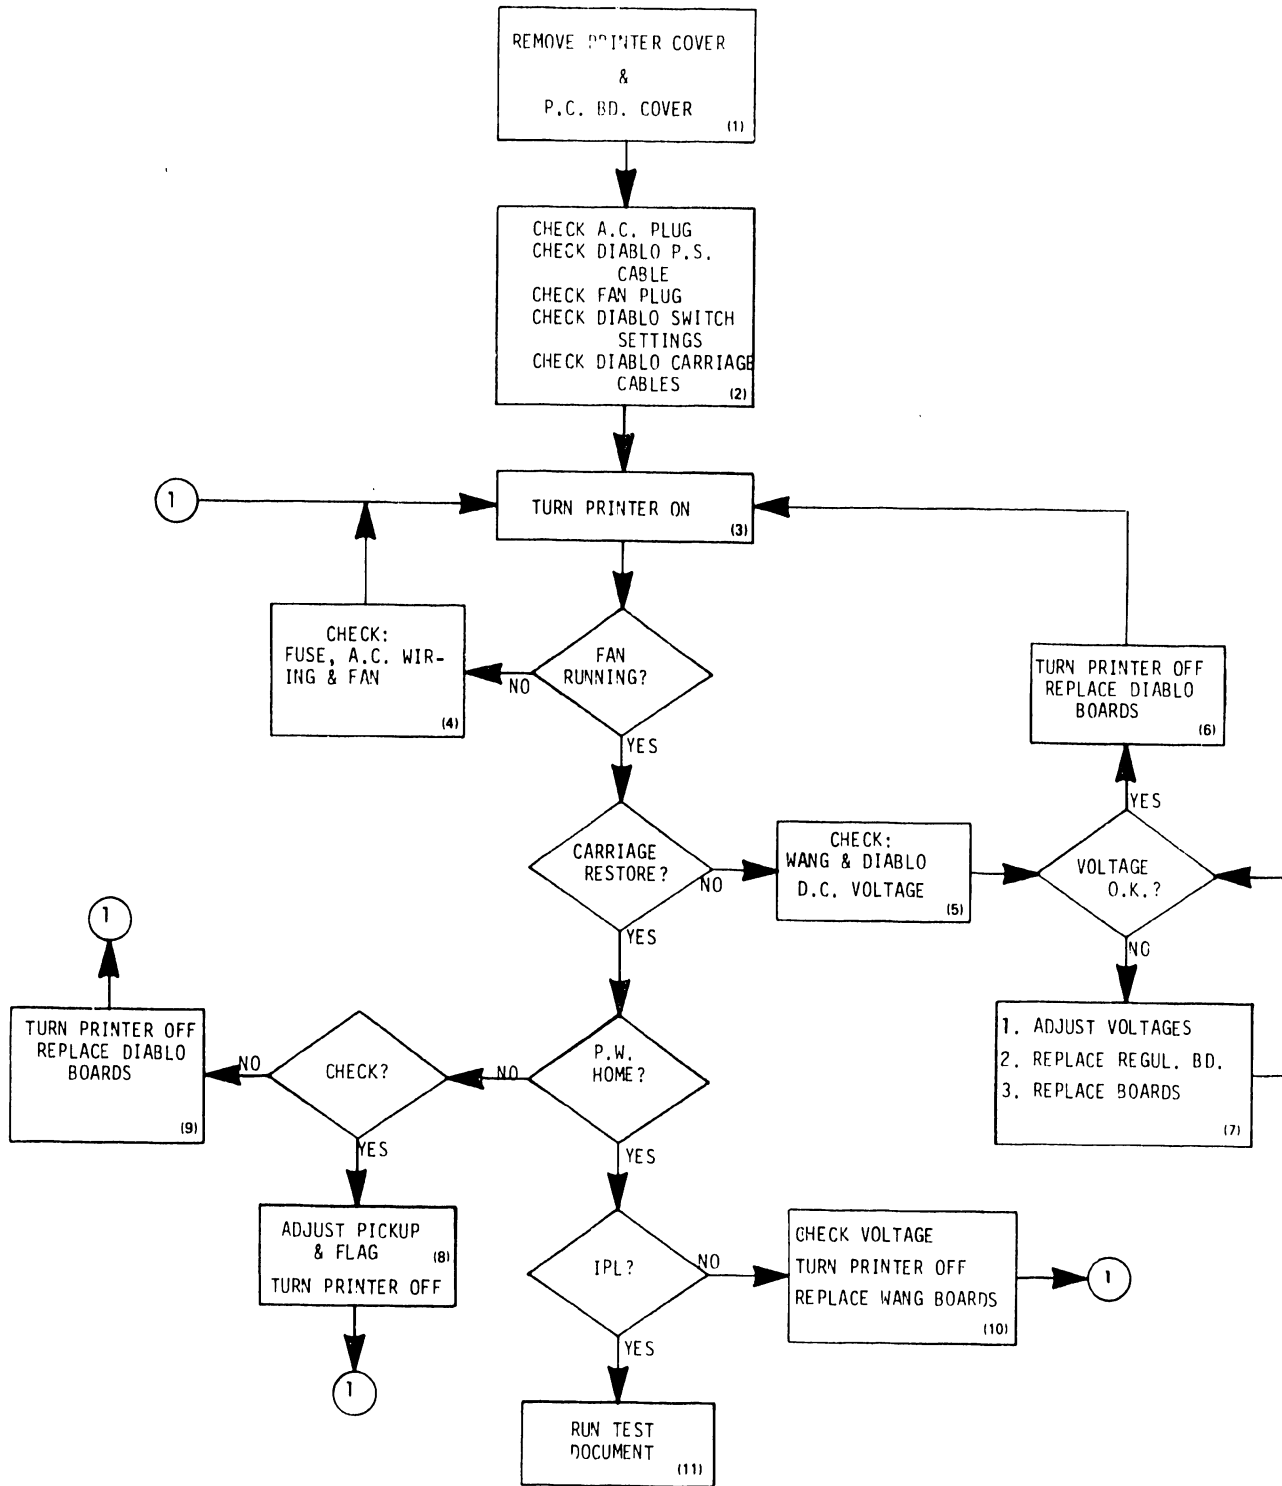 REMOVE PRINTER COVER
&
P.C. BD. COVER
(1)
CHECK A.C. PLUG
CHECK DIABLO P.S.
CABLE
CHECK FAN PLUG
CHECK DIABLO SWITCH
SETTINGS
CHECK DIABLO CARRIAGE
CABLES
(2)
1
TURN PRINTER ON
(3)
CHECK:
FUSE, A.C. WIR-
ING & FAN
(4)
NO
FAN
RUNNING?
YES
TURN PRINTER OFF
REPLACE DIABLO
BOARDS
(6)
YES
CARRIAGE
RESTORE?
NO
YES
CHECK:
WANG & DIABLO
D.C. VOLTAGE
(5)
VOLTAGE
O.K.?
NO
1. ADJUST VOLTAGES
2. REPLACE REGUL. BD.
3. REPLACE BOARDS
(7)
1
TURN PRINTER OFF
REPLACE DIABLO
BOARDS
(9)
NO
CHECK?
YES
NO
P.W.
HOME?
YES
ADJUST PICKUP
& FLAG
(8)
TURN PRINTER OFF
1
IPL?
NO
YES
CHECK VOLTAGE
TURN PRINTER OFF
REPLACE WANG BOARDS
(10)
1
RUN TEST
DOCUMENT
(11)